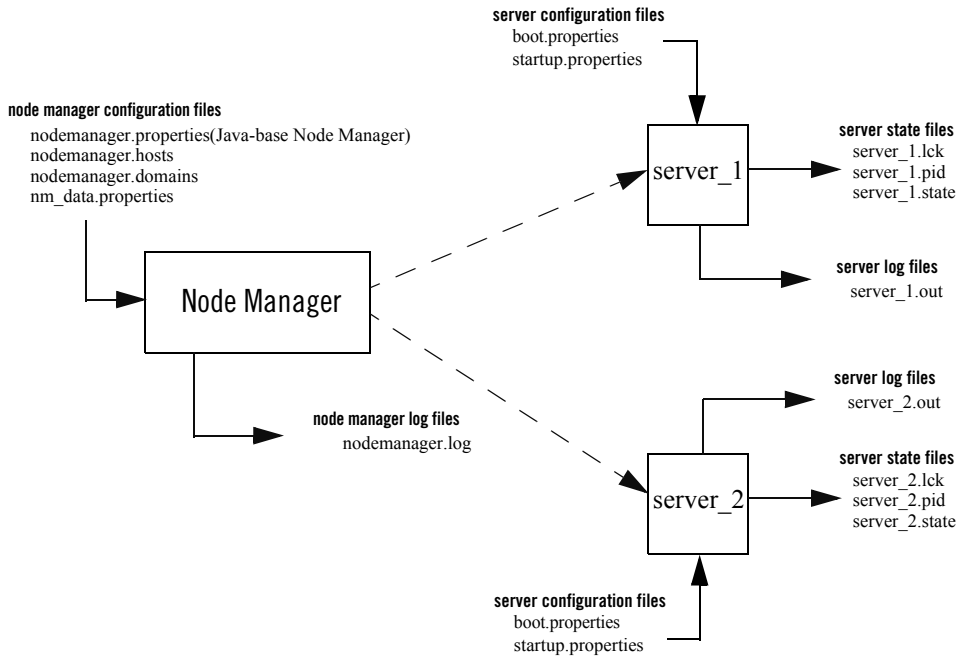 server configuration files
boot.properties
startup.properties
node manager configuration files
nodemanager.properties(Java-base Node Manager)
nodemanager.hosts
nodemanager.domains
nm_data.properties
server_1
server state files
server_1.lck
server_1.pid
server_1.state
server log files
server_1.out
Node Manager
node manager log files
nodemanager.log
server log files
server_2.out
server_2
server state files
server_2.lck
server_2.pid
server_2.state
server configuration files
boot.properties
startup.properties